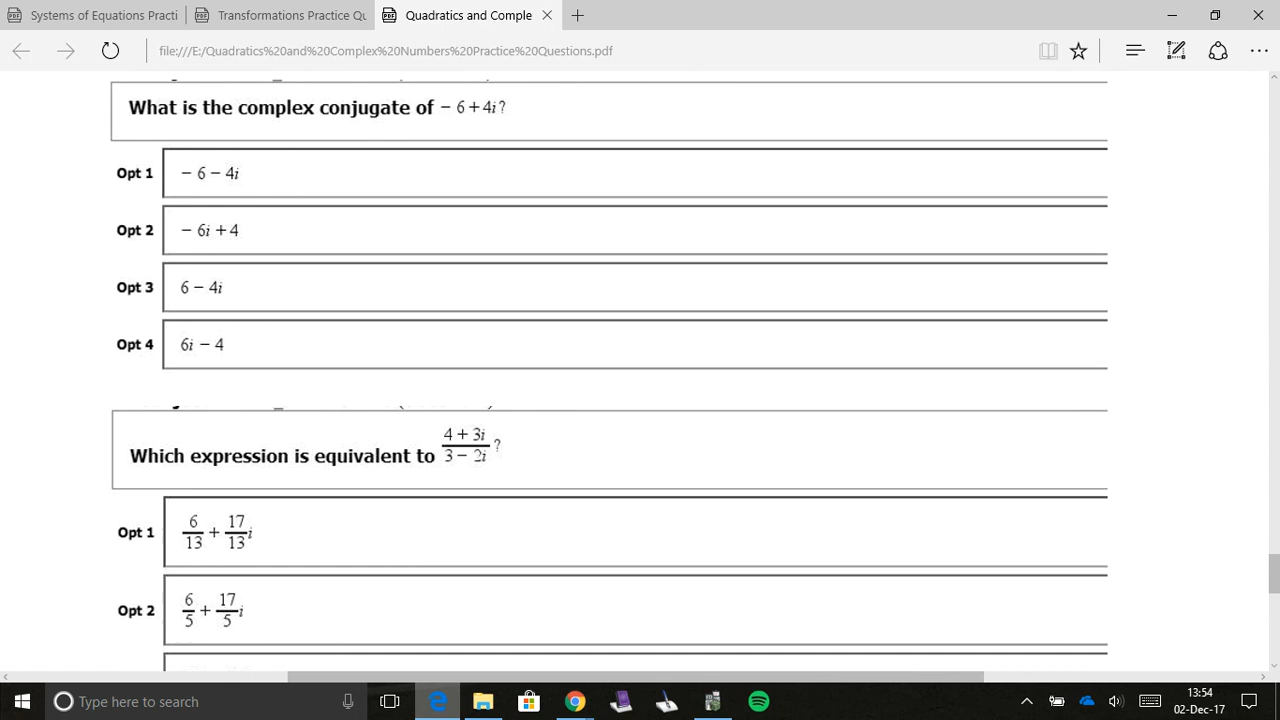 Systems of Equations Practi
Transformations Practice Qu
Quadratics and Comple
file:///E:/Quadratics%20and%20Complex%20Numbers%20Practice%20Questions.pdf
What is the complex conjugate of − 6 + 4i?
Opt 1 − 6 − 4i
Opt 2 − 6i + 4
Opt 3 6 − 4i
Opt 4 6i − 4
Which expression is equivalent to (4 + 3i)/(3 − 2i)?
Opt 1 6/13 + 17/13 i
Opt 2 6/5 + 17/5 i
Type here to search
13:54
02-Dec-17